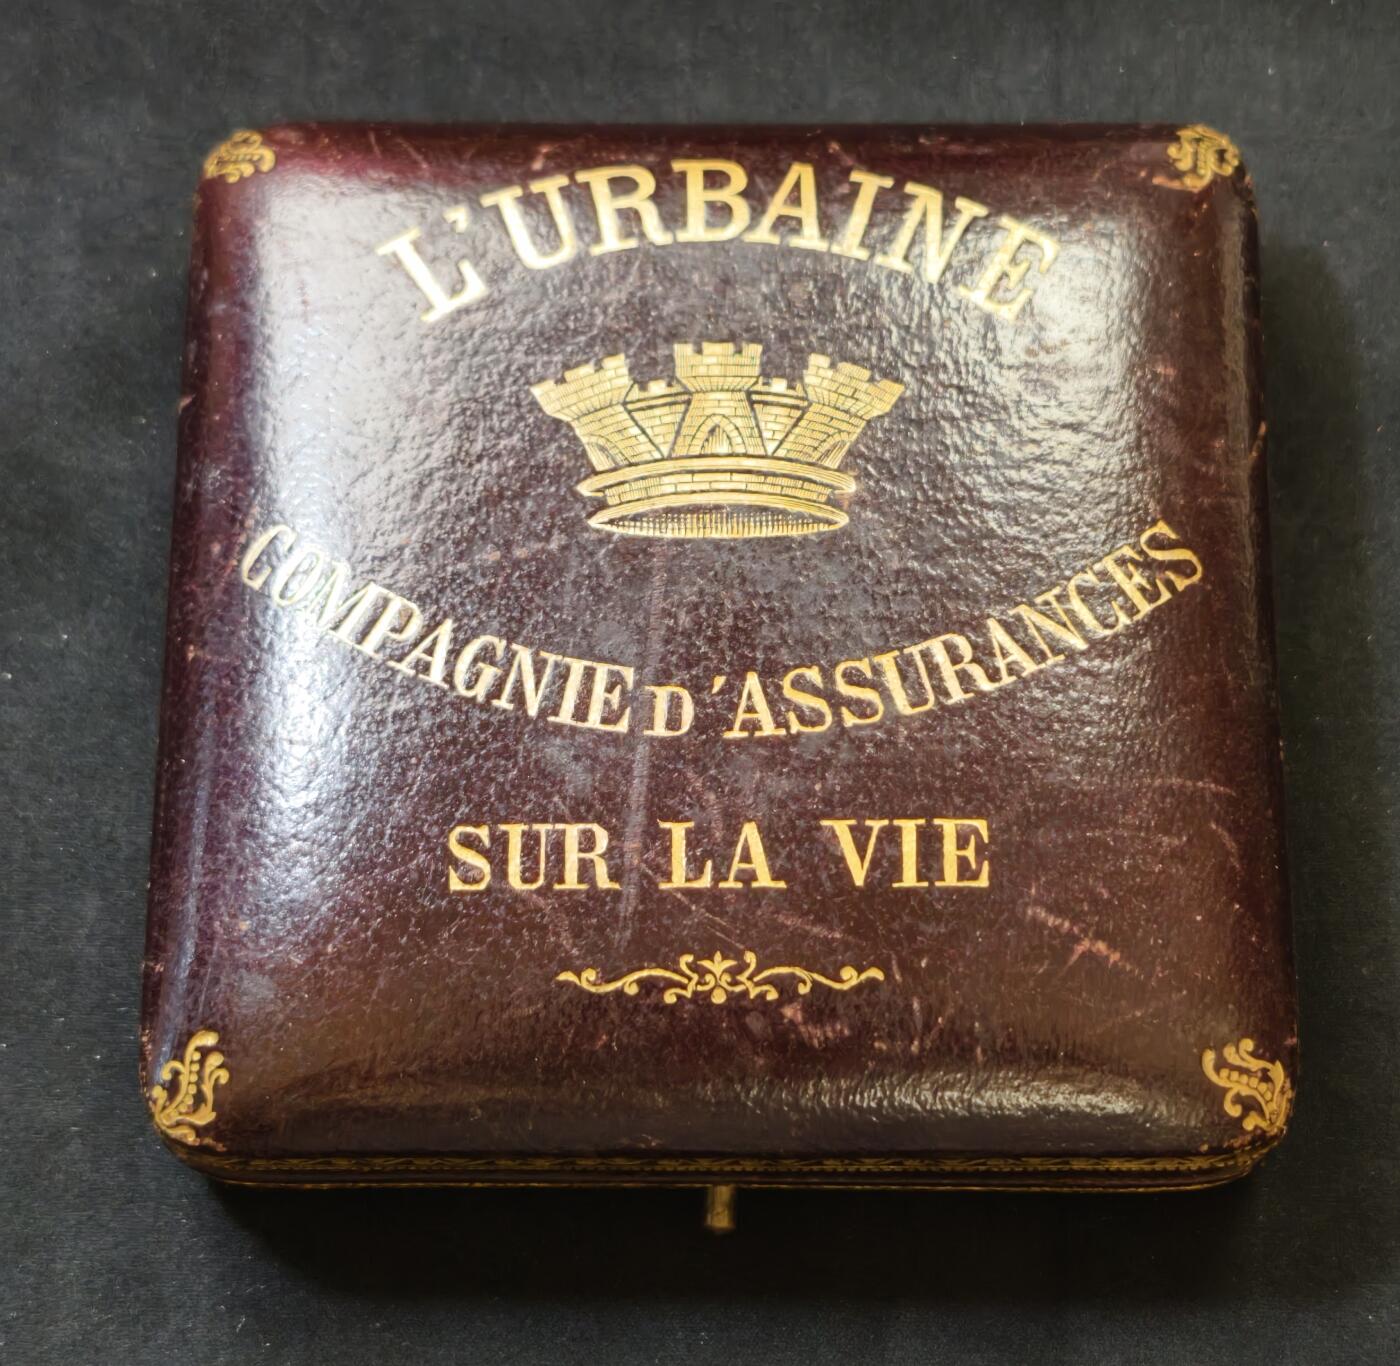 L'URBAINE
COMPAGNIE D'ASSURANCES
SUR LA VIE